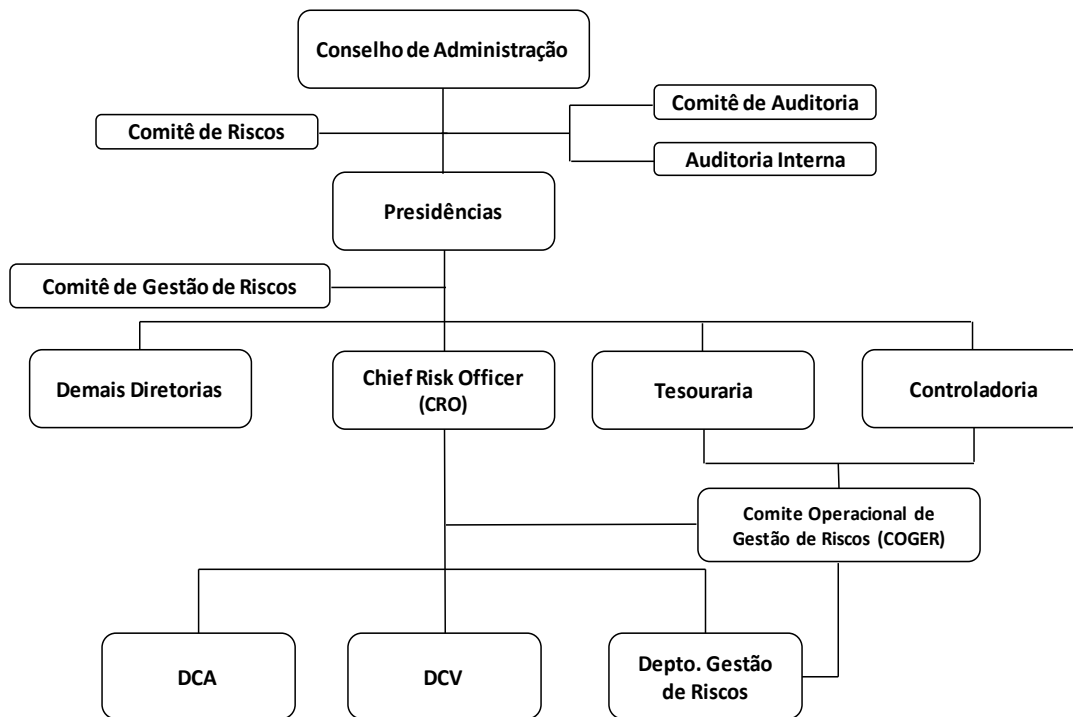 Conselho de Administração
Comitê de Auditoria
Comitê de Riscos
Auditoria Interna
Presidências
Comitê de Gestão de Riscos
Demais Diretorias
Chief Risk Officer
(CRO)
Tesouraria
Controladoria
Comite Operacional de
Gestão de Riscos (COGER)
DCA
DCV
Depto. Gestão
de Riscos